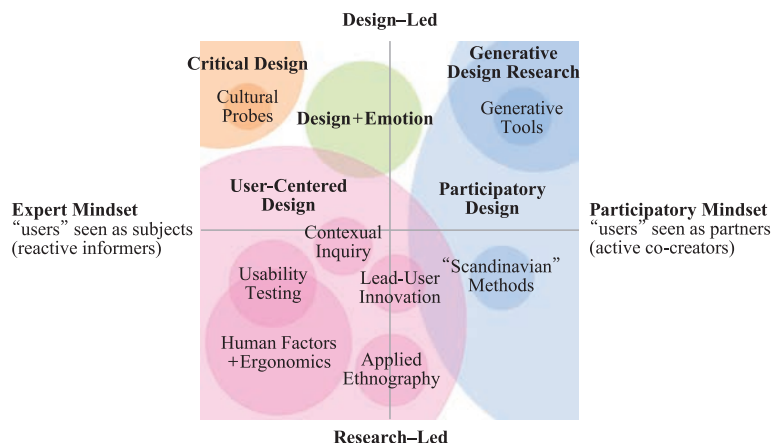 Design–Led
Critical Design
Cultural
Probes
Design+Emotion
Generative
Design Research
Generative
Tools
User-Centered
Design
Participatory
Design
Expert Mindset
“users” seen as subjects
(reactive informers)
Participatory Mindset
“users” seen as partners
(active co-creators)
Contexual
Inquiry
Usability
Testing
Lead-User
Innovation
“Scandinavian”
Methods
Human Factors
+Ergonomics
Applied
Ethnography
Research–Led